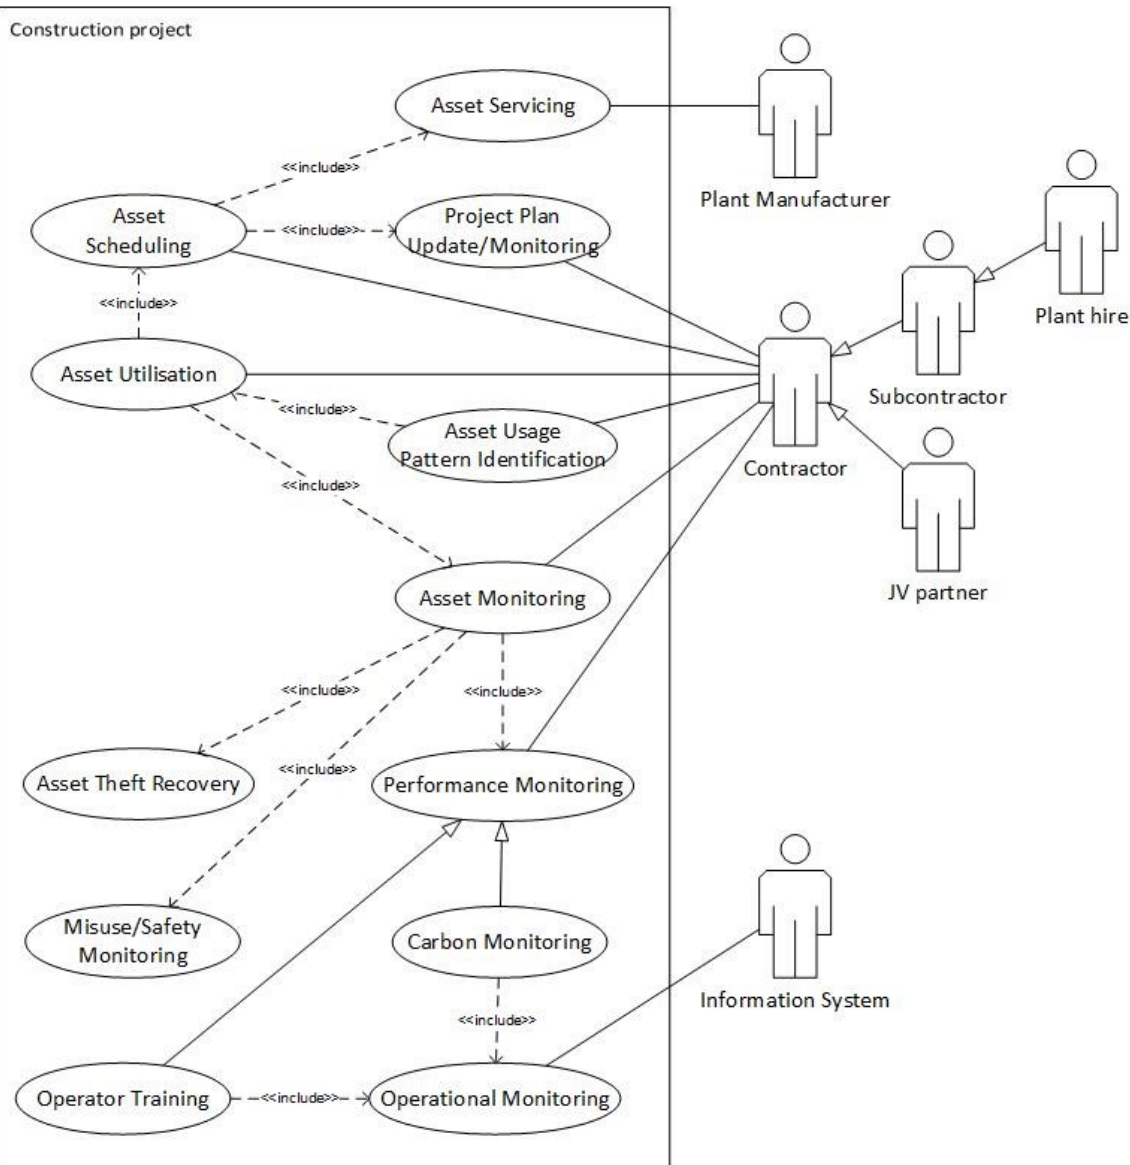 Construction project
Asset Servicing
Plant Manufacturer
<<include>>
Asset
Scheduling
<<include>>
Project Plan
Update/Monitoring
Plant hire
<<include>>
Asset Utilisation
Subcontractor
<<include>>
Asset Usage
Pattern Identification
Contractor
<<include>>
JV partner
Asset Monitoring
<<include>>
<<include>>
<<include>>
Asset Theft Recovery
Performance Monitoring
Misuse/Safety
Monitoring
Carbon Monitoring
Information System
<<include>>
Operator Training
<<include>>
Operational Monitoring